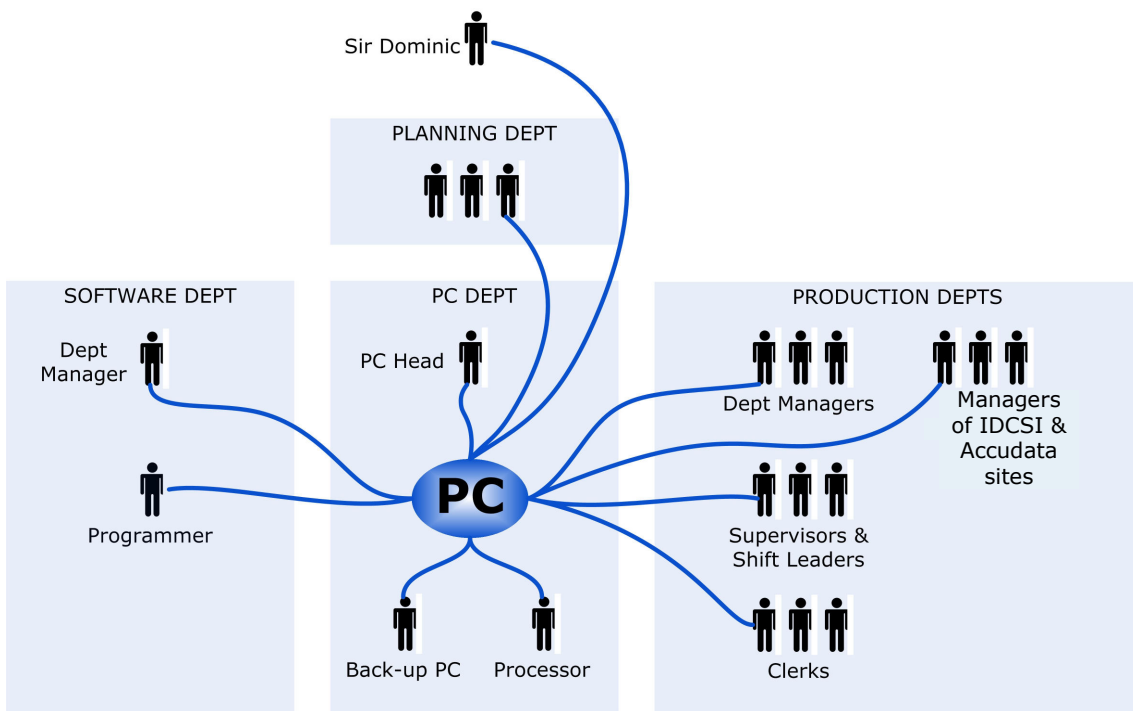 Sir Dominic
PLANNING DEPT
SOFTWARE DEPT
Dept
Manager
Programmer
PC DEPT
PC Head
PC
Back-up PC
Processor
PRODUCTION DEPTS
Dept Managers
Managers
of IDCSI &
Accudata
sites
Supervisors &
Shift Leaders
Clerks